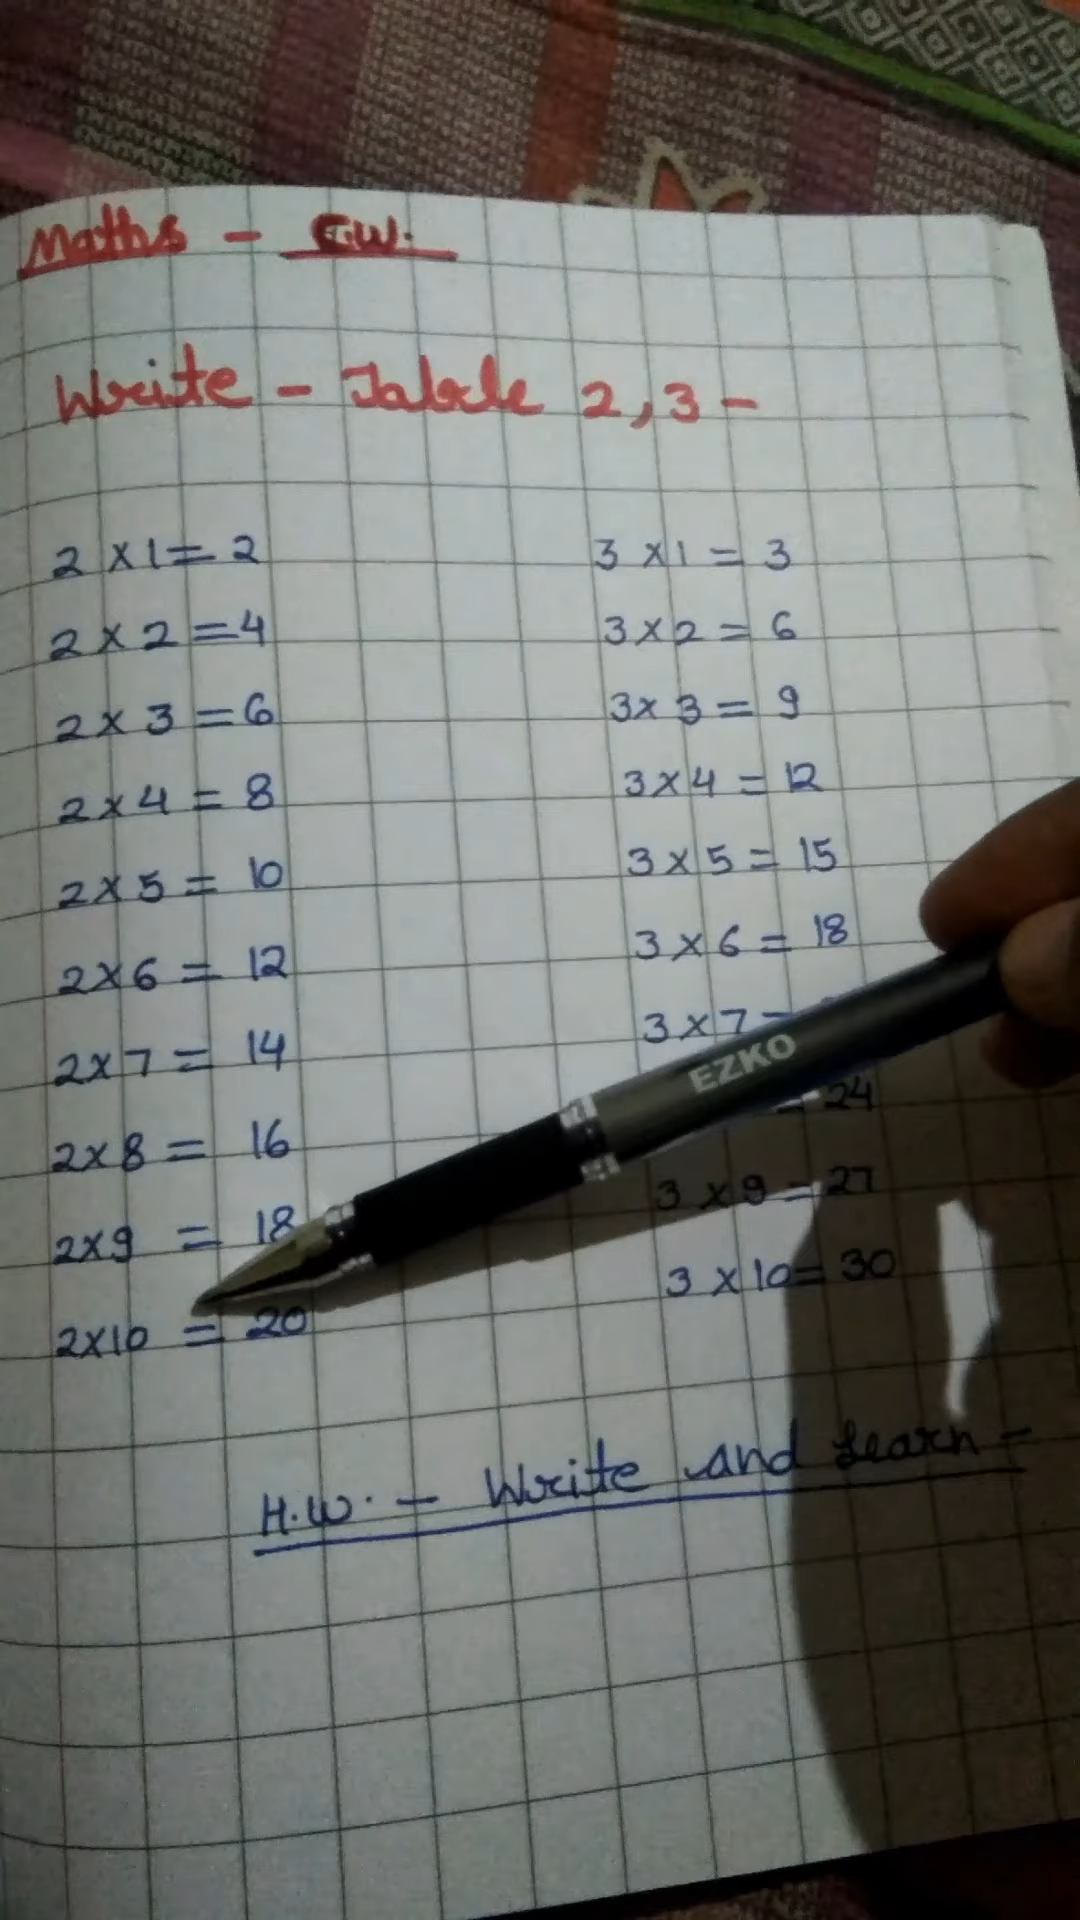 Maths - C.W.
Write - Table 2, 3 -
2 x 1 = 2
2 x 2 = 4
2 x 3 = 6
2 x 4 = 8
2 x 5 = 10
2 x 6 = 12
2 x 7 = 14
2 x 8 = 16
2 x 9 = 18
2 x 10 = 20
3 x 1 = 3
3 x 2 = 6
3 x 3 = 9
3 x 4 = 12
3 x 5 = 15
3 x 6 = 18
3 x 7 =
= 24
3 x 9 = 27
3 x 10 = 30
EZKO
H.W. - Write and Learn -